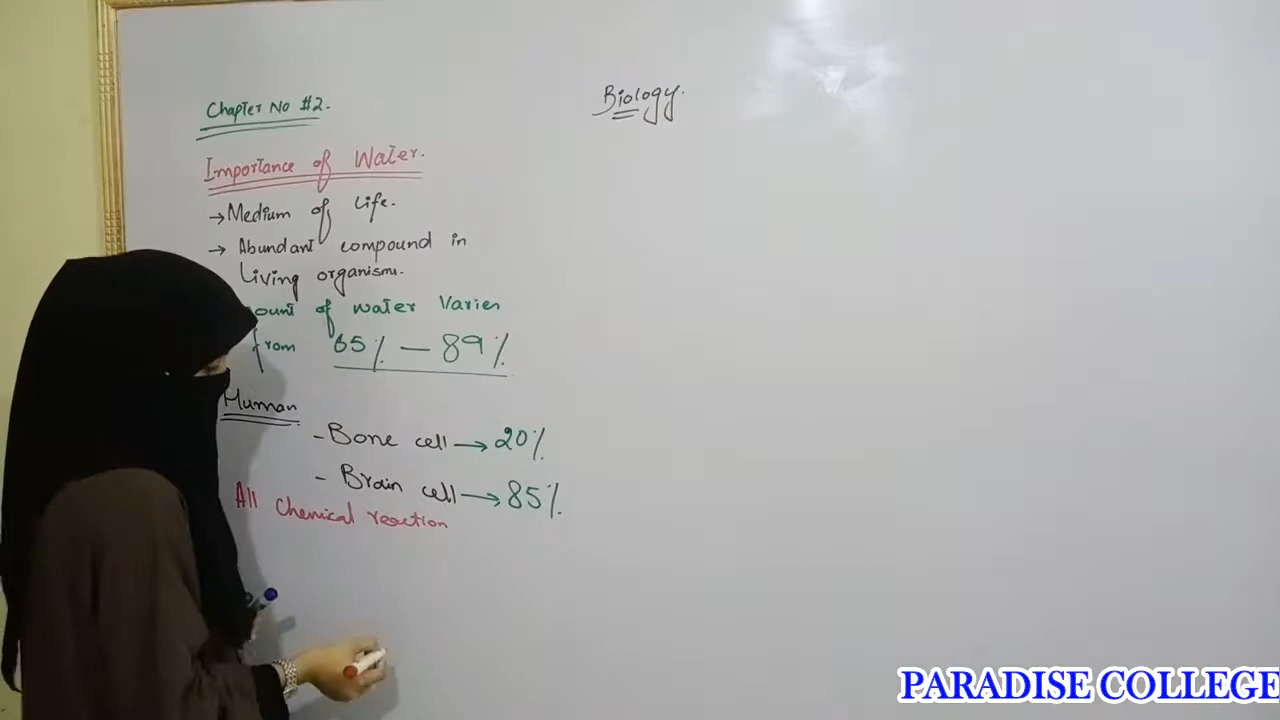 Biology.
Chapter No #2.
Importance of Water.
→ Medium of life.
→ Abundant compound in
living organism.
of water Varies
from 65% — 89%
Human
- Bone cell → 20%
- Brain cell → 85%
All Chemical reaction
PARADISE COLLEGE